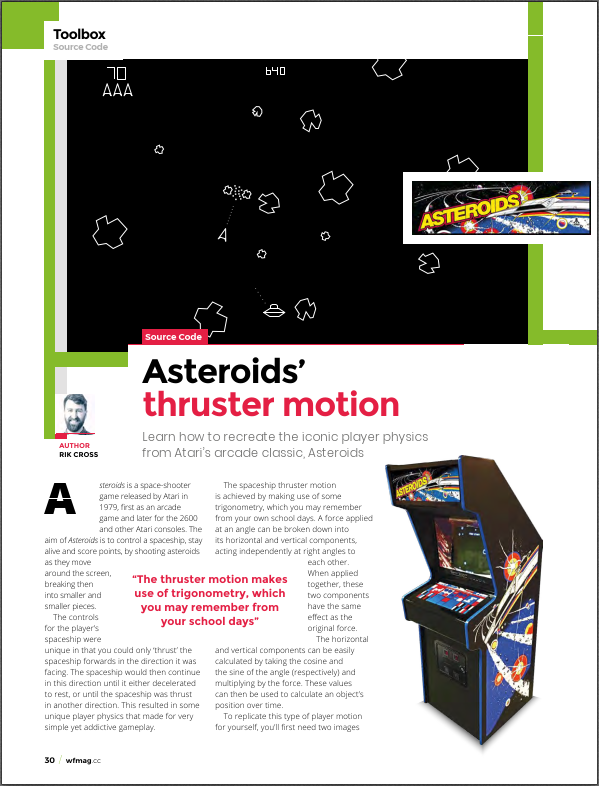 Toolbox
Source Code
70
640
AAA
ASTEROIDS
Source Code
Asteroids’
thruster motion
Learn how to recreate the iconic player physics
from Atari’s arcade classic, Asteroids
AUTHOR
RIK CROSS
Asteroids is a space-shooter
game released by Atari in
1979, first as an arcade
game and later for the 2600
and other Atari consoles. The
aim of Asteroids is to control a spaceship, stay
alive and score points, by shooting asteroids
as they move
around the screen,
breaking then
into smaller and
smaller pieces.
The controls
for the player’s
spaceship were
unique in that you could only ‘thrust’ the
spaceship forwards in the direction it was
facing. The spaceship would then continue
in this direction until it either decelerated
to rest, or until the spaceship was thrust
in another direction. This resulted in some
unique player physics that made for very
simple yet addictive gameplay.
“The thruster motion makes
use of trigonometry, which
you may remember from
your school days”
The spaceship thruster motion
is achieved by making use of some
trigonometry, which you may remember
from your own school days. A force applied
at an angle can be broken down into
its horizontal and vertical components,
acting independently at right angles to
each other.
When applied
together, these
two components
have the same
effect as the
original force.
The horizontal
and vertical components can be easily
calculated by taking the cosine and
the sine of the angle (respectively) and
multiplying by the force. These values
can then be used to calculate an object’s
position over time.
To replicate this type of player motion
for yourself, you’ll first need two images
ASTEROIDS
30 / wfmag.cc